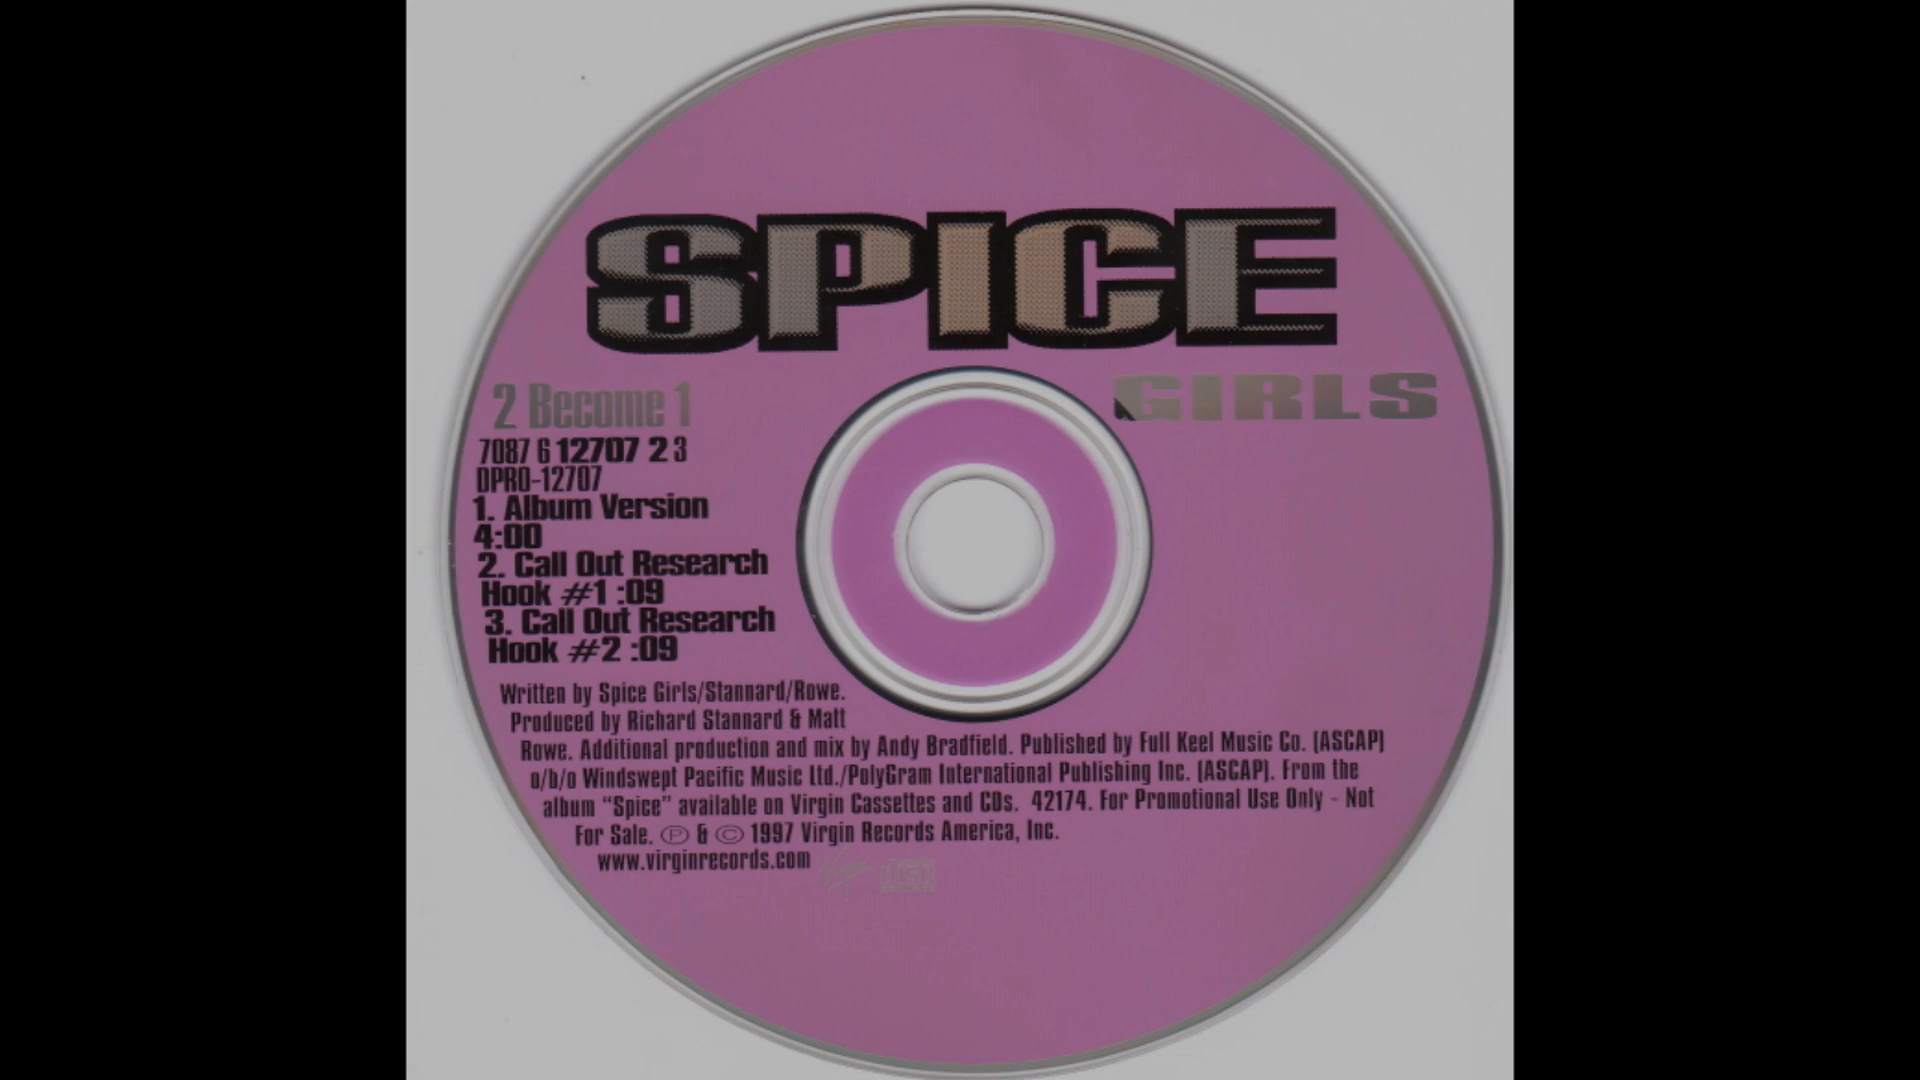 SPICE
GIRLS
2 Become 1
7087 6 12707 2 3
DPRO-12707
1. Album Version
4:00
2. Call Out Research
Hook #1 :09
3. Call Out Research
Hook #2 :09
Written by Spice Girls/Stannard/Rowe.
Produced by Richard Stannard & Matt
Rowe. Additional production and mix by Andy Bradfield. Published by Full Keel Music Co. (ASCAP)
o/b/o Windswept Pacific Music Ltd./PolyGram International Publishing Inc. (ASCAP). From the
album “Spice” available on Virgin Cassettes and CDs. 42174. For Promotional Use Only - Not
For Sale. Ⓟ & © 1997 Virgin Records America, Inc.
www.virginrecords.com Virgin